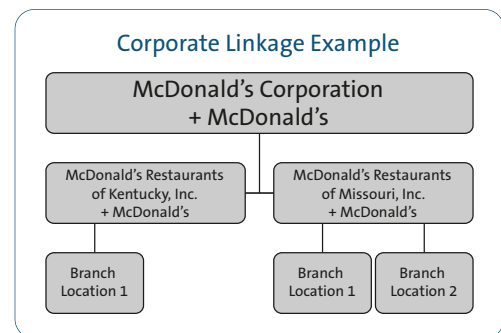 Corporate Linkage Example
McDonald’s Corporation
+ McDonald’s
McDonald’s Restaurants
of Kentucky, Inc.
+ McDonald’s
McDonald’s Restaurants
of Missouri, Inc.
+ McDonald’s
Branch
Location 1
Branch
Location 1
Branch
Location 2